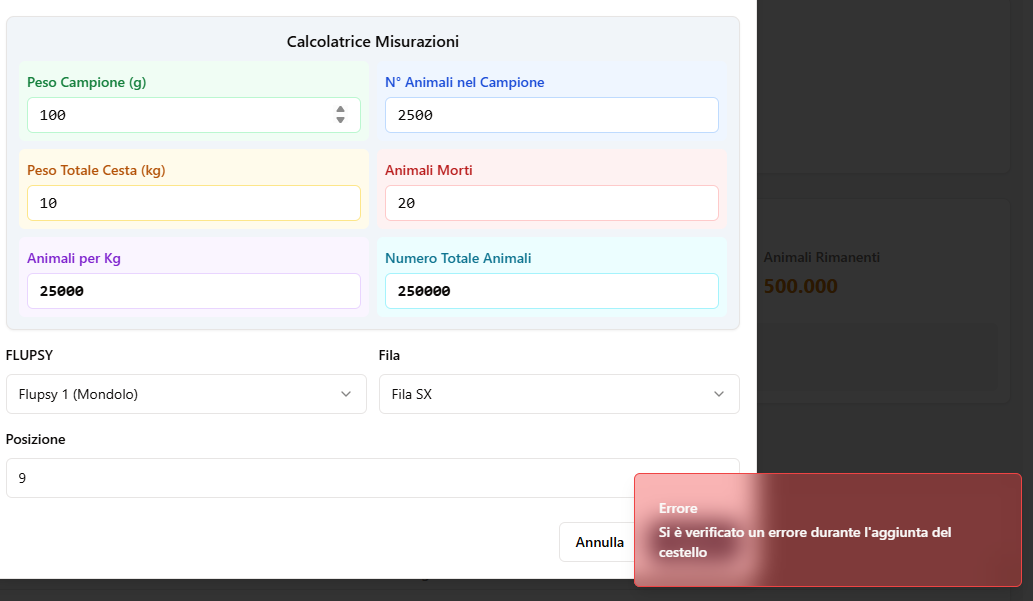 Calcolatrice Misurazioni
Peso Campione (g)
100
N° Animali nel Campione
2500
Peso Totale Cesta (kg)
10
Animali Morti
20
Animali per Kg
25000
Numero Totale Animali
250000
Animali Rimanenti
500.000
FLUPSY
Flupsy 1 (Mondolo)
Fila
Fila SX
Posizione
9
Annulla
Errore
Si è verificato un errore durante l'aggiunta del
cestello